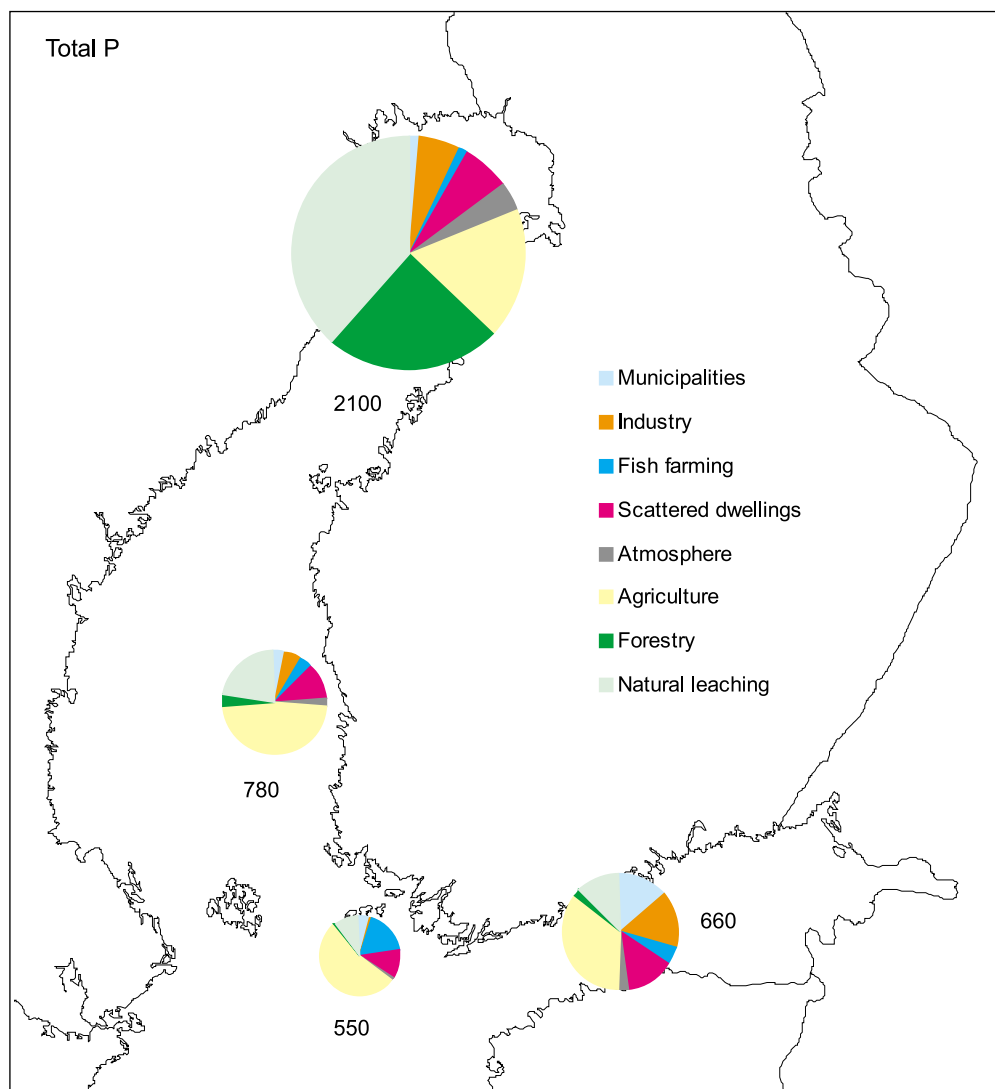 Total P
2100
Municipalities
Industry
Fish farming
Scattered dwellings
Atmosphere
Agriculture
Forestry
Natural leaching
780
660
550